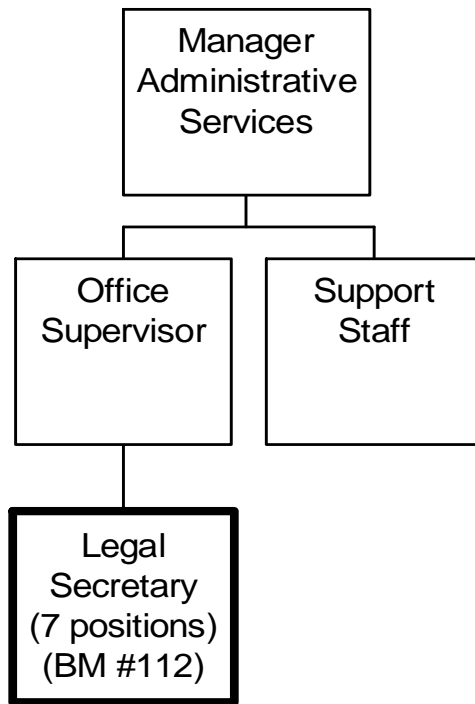 Manager
Administrative
Services
Office
Supervisor
Support
Staff
Legal
Secretary
(7 positions)
(BM #112)